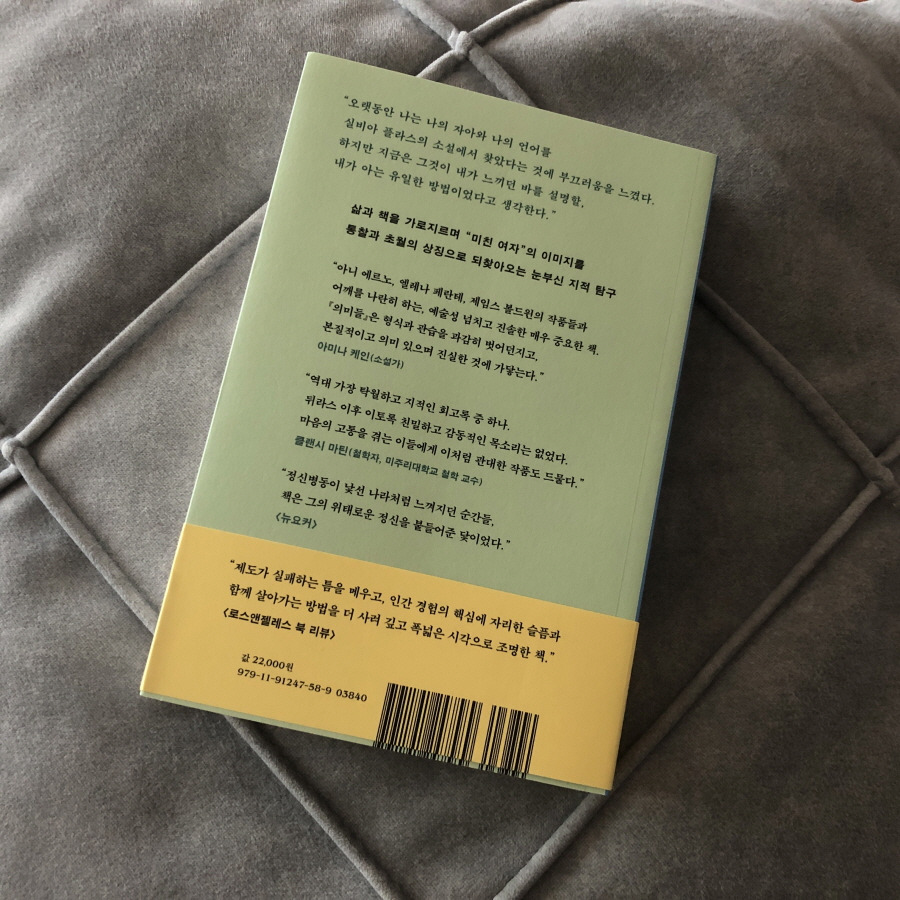 “오랫동안 나는 나의 자아와 나의 언어를
실비아 플라스의 소설에서 찾았다는 것에 부끄러움을 느꼈다.
하지만 지금은 그것이 내가 느끼던 바를 설명할,
내가 아는 유일한 방법이었다고 생각한다.”
삶과 책을 가로지르며 “미친 여자”의 이미지를
통찰과 초월의 상징으로 되찾아오는 눈부신 지적 탐구
“아니 에르노, 엘레나 페란테, 제임스 볼드윈의 작품들과
어깨를 나란히 하는, 예술성 넘치고 진솔한 매우 중요한 책.
『의미들』은 형식과 관습을 과감히 벗어던지고,
본질적이고 의미 있으며 진실한 것에 가닿는다.”
아미나 케인(소설가)
“역대 가장 탁월하고 지적인 회고록 중 하나.
뒤라스 이후 이토록 친밀하고 감동적인 목소리는 없었다.
마음의 고통을 겪는 이들에게 이처럼 관대한 작품도 드물다.”
클랜시 마틴(철학자, 미주리대학교 철학 교수)
“정신병동이 낯선 나라처럼 느껴지던 순간들,
책은 그의 위태로운 정신을 붙들어준 닻이었다.”
〈뉴요커〉
“제도가 실패하는 틈을 메우고, 인간 경험의 핵심에 자리한 슬픔과
함께 살아가는 방법을 더 사려 깊고 폭넓은 시각으로 조명한 책.”
〈로스앤젤레스 북 리뷰〉
값 22,000원
979-11-91247-58-9 03840